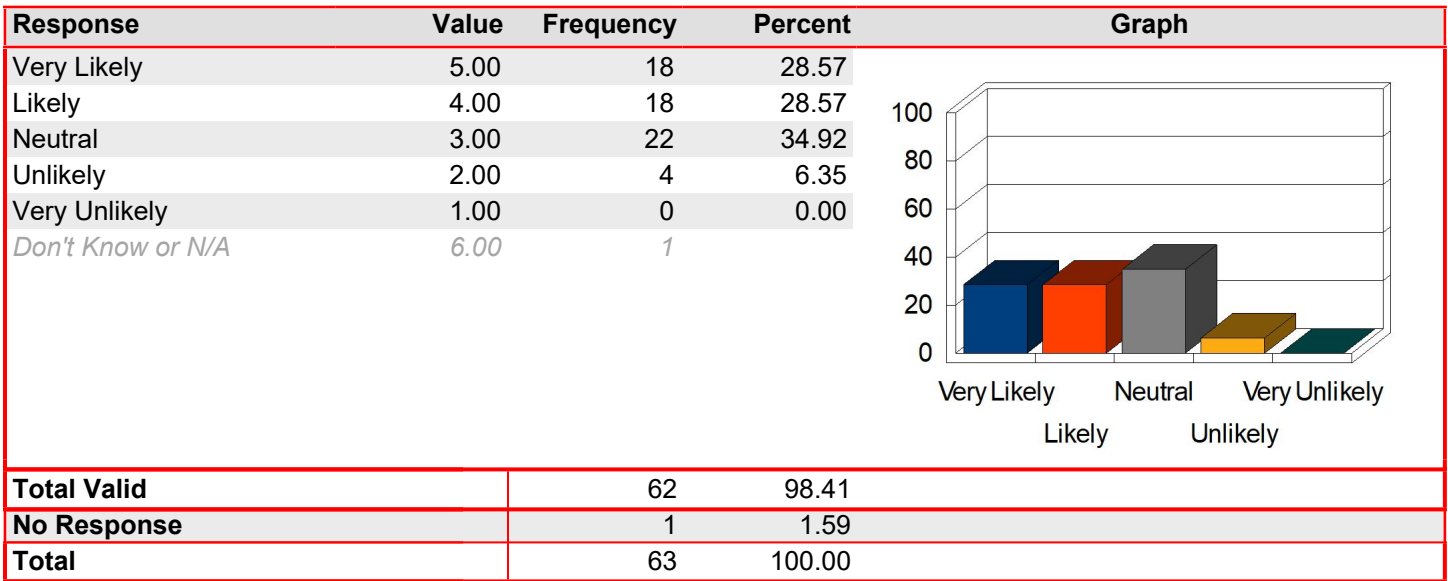 Response Value Frequency Percent Graph
Very Likely 5.00 18 28.57
Likely 4.00 18 28.57
Neutral 3.00 22 34.92
Unlikely 2.00 4 6.35
Very Unlikely 1.00 0 0.00
Don't Know or N/A 6.00 1
100
80
60
40
20
0
Very Likely Neutral Very Unlikely
Likely Unlikely
Total Valid 62 98.41
No Response 1 1.59
Total 63 100.00